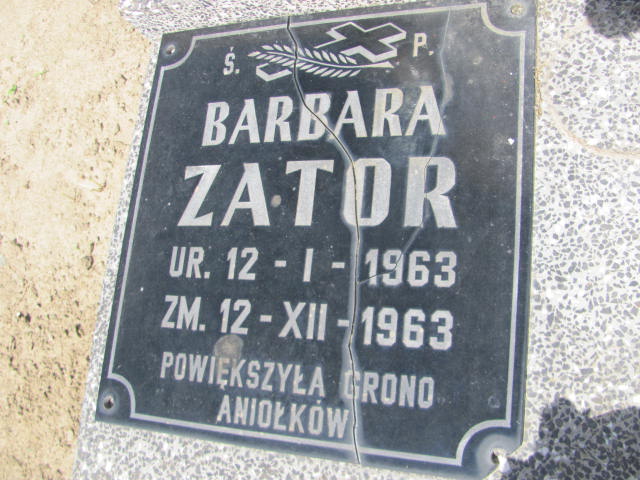 Ś. P.
BARBARA
ZATOR
UR. 12 - I - 1963
ZM. 12 - XII - 1963
POWIĘKSZYŁA GRONO
ANIOŁKÓW